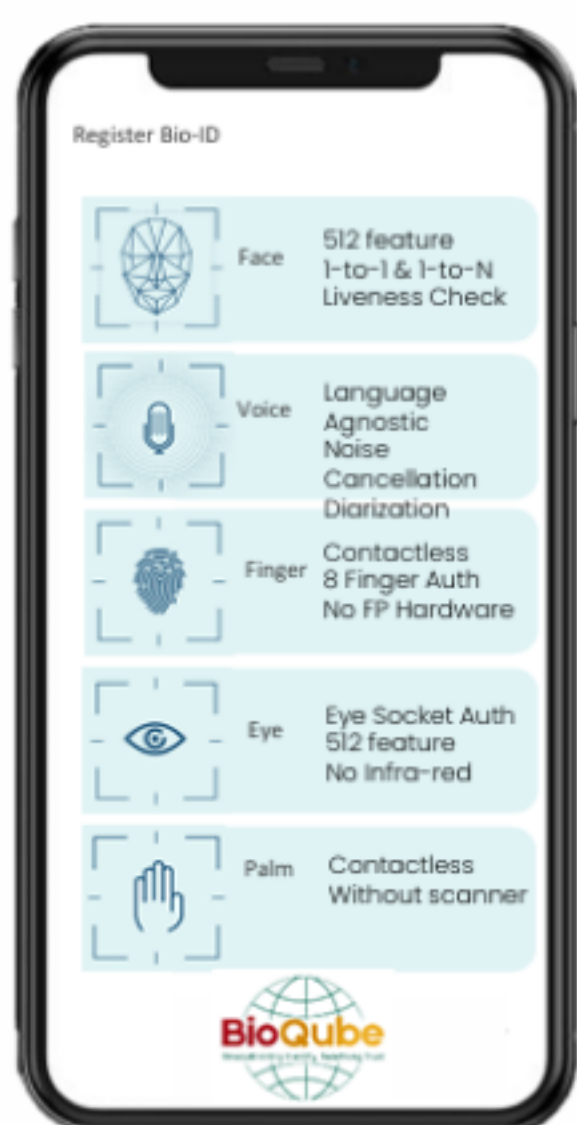 Register Bio-ID
Face
512 feature
1-to-1 & 1-to-N
Liveness Check
Voice
Language
Agnostic
Noise
Cancellation
Diarization
Finger
Contactless
8 Finger Auth
No FP Hardware
Eye
Eye Socket Auth
512 feature
No Infra-red
Palm
Contactless
Without scanner
BioQube